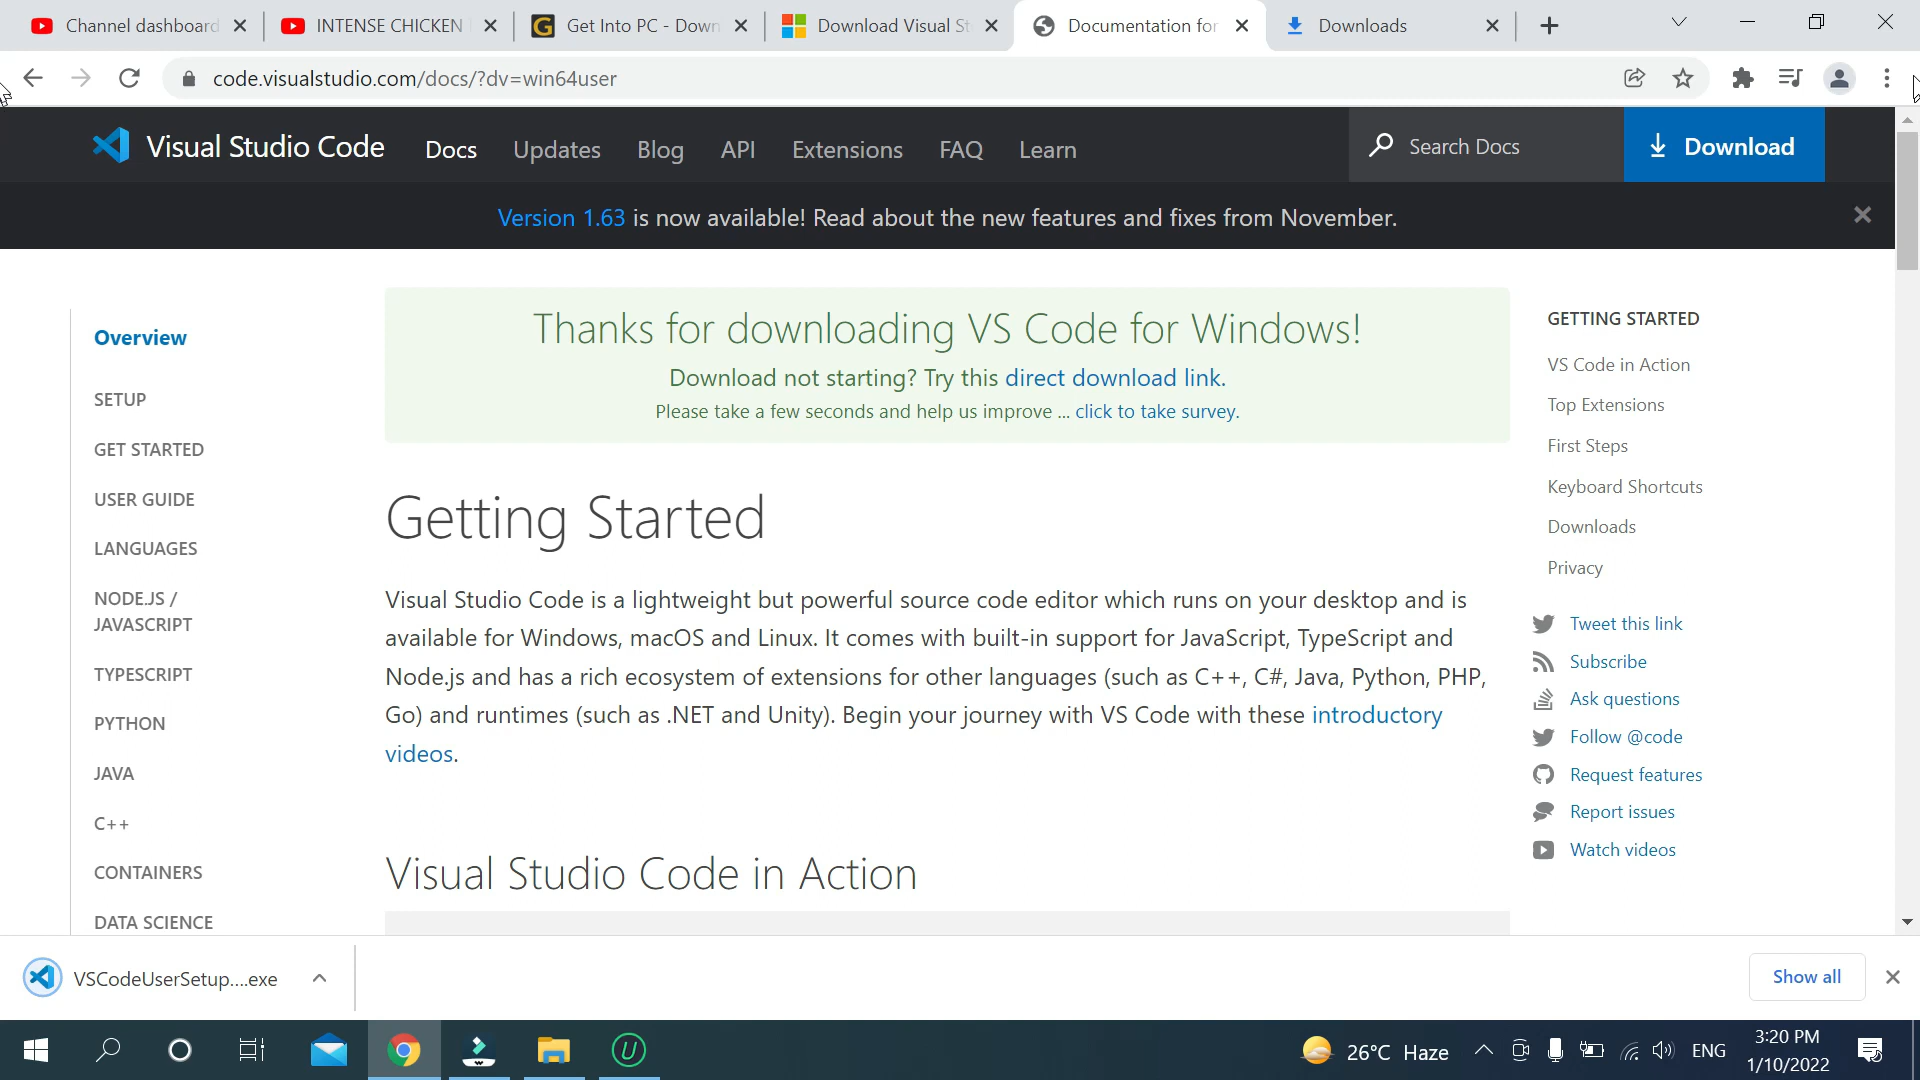 Channel dashboard
INTENSE CHICKEN
Get Into PC - Down
Download Visual St
Documentation for
Downloads
code.visualstudio.com/docs/?dv=win64user
Visual Studio Code
Docs
Updates
Blog
API
Extensions
FAQ
Learn
Search Docs
Download
Version 1.63 is now available! Read about the new features and fixes from November.
Overview
SETUP
GET STARTED
USER GUIDE
LANGUAGES
NODE.JS /
JAVASCRIPT
TYPESCRIPT
PYTHON
JAVA
C++
CONTAINERS
DATA SCIENCE
Thanks for downloading VS Code for Windows!
Download not starting? Try this direct download link.
Please take a few seconds and help us improve ... click to take survey.
Getting Started
Visual Studio Code is a lightweight but powerful source code editor which runs on your desktop and is
available for Windows, macOS and Linux. It comes with built-in support for JavaScript, TypeScript and
Node.js and has a rich ecosystem of extensions for other languages (such as C++, C#, Java, Python, PHP,
Go) and runtimes (such as .NET and Unity). Begin your journey with VS Code with these introductory
videos.
Visual Studio Code in Action
GETTING STARTED
VS Code in Action
Top Extensions
First Steps
Keyboard Shortcuts
Downloads
Privacy
Tweet this link
Subscribe
Ask questions
Follow @code
Request features
Report issues
Watch videos
VSCodeUserSetup....exe
Show all
26°C Haze
ENG
3:20 PM
1/10/2022